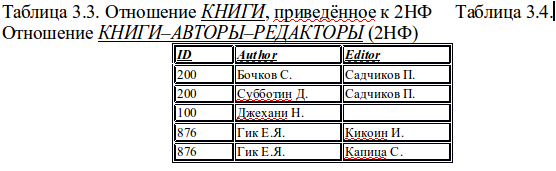 Таблица 3.3. Отношение КНИГИ, приведённое к 2НФ Таблица 3.4.
Отношение КНИГИ–АВТОРЫ–РЕДАКТОРЫ (2НФ)
ID Author Editor
200 Бочков С. Садчиков П.
200 Субботин Д. Садчиков П.
100 Джехани Н.
876 Гик Е.Я. Кикоин И.
876 Гик Е.Я. Капица С.